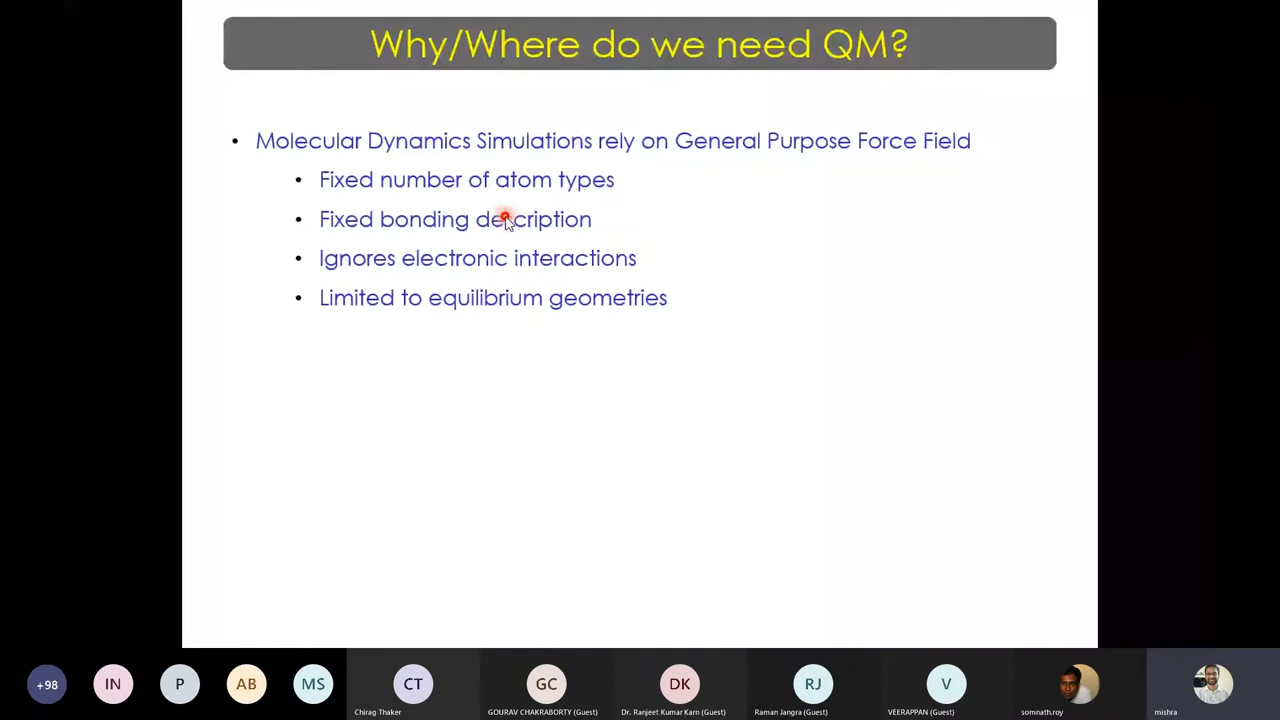 Why/Where do we need QM?
• Molecular Dynamics Simulations rely on General Purpose Force Field
• Fixed number of atom types
• Fixed bonding description
• Ignores electronic interactions
• Limited to equilibrium geometries
+98
IN
P
AB
MS
CT
GC
DK
RJ
V
Chirag Thaker
GOURAV CHAKRABORTY (Guest)
Dr. Ranjeet Kumar Karn (Guest)
Raman Jangra (Guest)
VEERAPPAN (Guest)
somnath.roy
mishra